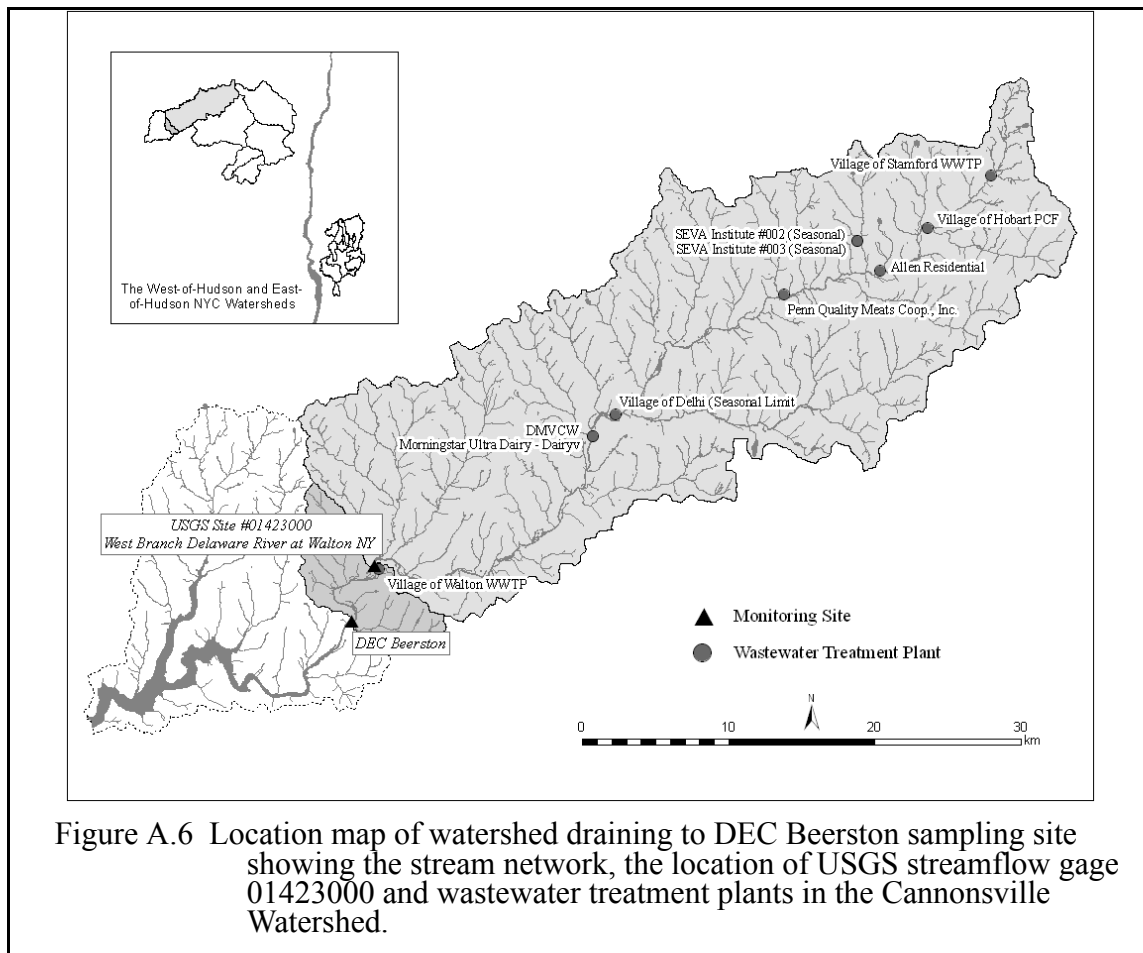 The West-of-Hudson and East-
of-Hudson NYC Watersheds
Village of Stamford WWTP
Village of Hobart PCF
SEVA Institute #002 (Seasonal)
SEVA Institute #003 (Seasonal)
Allen Residential
Penn Quality Meats Coop., Inc.
Village of Delhi (Seasonal Limit
DMVCW
Morningstar Ultra Dairy - Dairyv
USGS Site #01423000
West Branch Delaware River at Walton NY
Village of Walton WWTP
DEC Beerston
Monitoring Site
Wastewater Treatment Plant
N
0 10 20 30
km
Figure A.6 Location map of watershed draining to DEC Beerston sampling site
showing the stream network, the location of USGS streamflow gage
01423000 and wastewater treatment plants in the Cannonsville
Watershed.